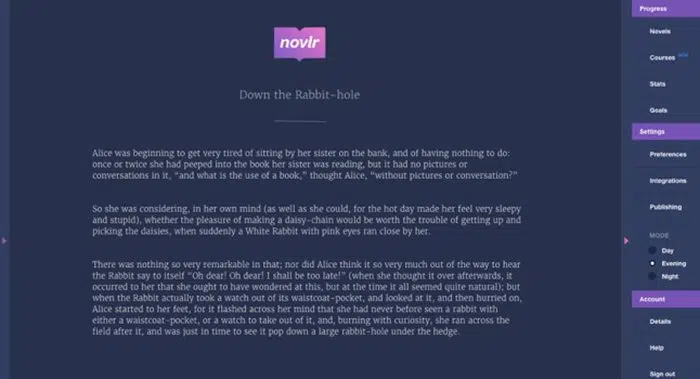 novlr
Down the Rabbit-hole
Alice was beginning to get very tired of sitting by her sister on the bank, and of having nothing to do:
once or twice she had peeped into the book her sister was reading, but it had no pictures or
conversations in it, “and what is the use of a book,” thought Alice, “without pictures or conversation?”
So she was considering, in her own mind (as well as she could, for the hot day made her feel very sleepy
and stupid), whether the pleasure of making a daisy-chain would be worth the trouble of getting up and
picking the daisies, when suddenly a White Rabbit with pink eyes ran close by her.
There was nothing so very remarkable in that; nor did Alice think it so very much out of the way to hear
the Rabbit say to itself “Oh dear! Oh dear! I shall be too late!” (when she thought it over afterwards, it
occurred to her that she ought to have wondered at this, but at the time it all seemed quite natural); but
when the Rabbit actually took a watch out of its waistcoat-pocket, and looked at it, and then hurried on,
Alice started to her feet, for it flashed across her mind that she had never before seen a rabbit with
either a waistcoat-pocket, or a watch to take out of it, and, burning with curiosity, she ran across the
field after it, and was just in time to see it pop down a large rabbit-hole under the hedge.
Progress
Novels
Courses
Stats
Goals
Settings
Preferences
Integrations
Publishing
MODE
Day
Evening
Night
Account
Details
Help
Sign out